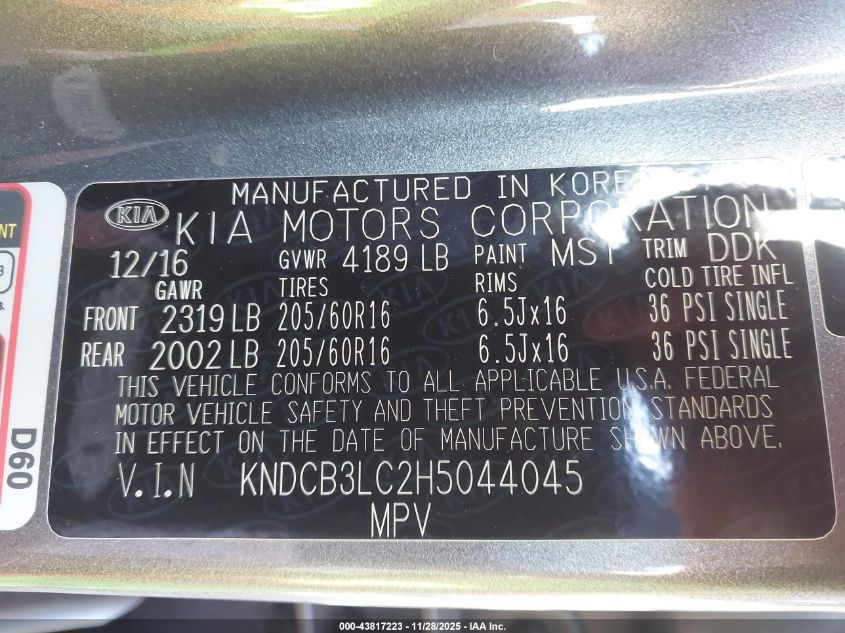 MANUFACTURED IN KORE
KIA KIA MOTORS CORPORATION
12/16 GVWR 4189 LB PAINT MST TRIM DDK
GAWR TIRES RIMS COLD TIRE INFL
FRONT 2319 LB 205/60R16 6.5Jx16 36 PSI SINGLE
REAR 2002 LB 205/60R16 6.5Jx16 36 PSI SINGLE
THIS VEHICLE CONFORMS TO ALL APPLICABLE U.S.A. FEDERAL
MOTOR VEHICLE SAFETY AND THEFT PREVENTION STANDARDS
IN EFFECT ON THE DATE OF MANUFACTURE SHOWN ABOVE.
V.I.N KNDCB3LC2H5044045
MPV
D60
000-43817223 - 11/28/2025 - IAA Inc.